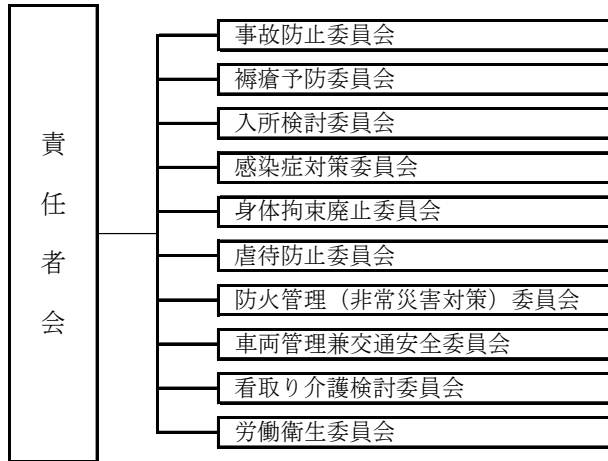 責任者会
事故防止委員会
褥瘡予防委員会
入所検討委員会
感染症対策委員会
身体拘束廃止委員会
虐待防止委員会
防火管理（非常災害対策）委員会
車両管理兼交通安全委員会
看取り介護検討委員会
労働衛生委員会